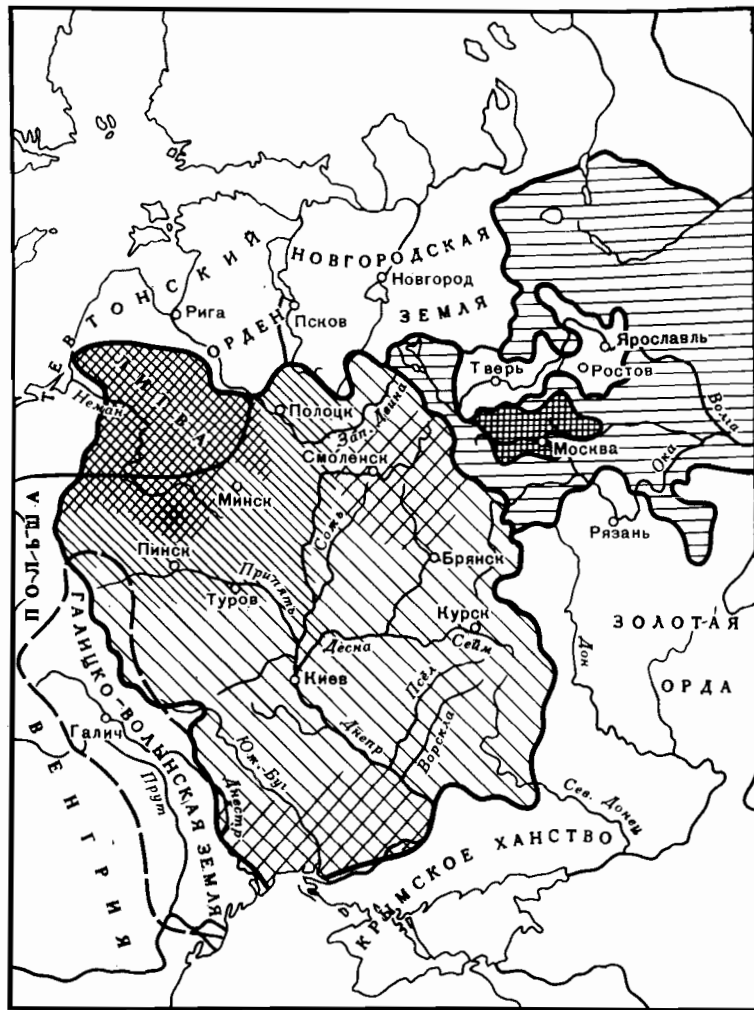 ТЕВТОНСКИЙ
ОРДЕН
НОВГОРОДСКАЯ
ЗЕМЛЯ
Новгород
Рига
Псков
Ярославль
Тверь
Ростов
ЛИТВА
Неман
Полоцк
Зап. Двина
Волга
Москва
Смоленск
Ока
Минск
Сожь
Рязань
ПОЛЬША
Пинск
Брянск
Припять
Туров
Курск
ЗОЛОТАЯ
ОРДА
Десна
Сейм
Дон
ГАЛИЦКО-ВОЛЫНСКАЯ ЗЕМЛЯ
Киев
Псёл
Галич
Днепр
Ворскла
Юж. Буг
ВЕНГРИЯ
Прут
Днестр
Сев. Донец
КРЫМСКОЕ ХАНСТВО